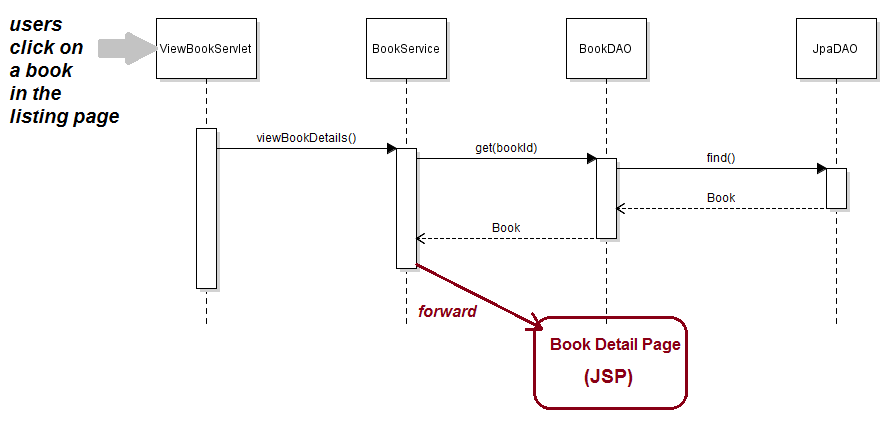 users
click on
a book
in the
listing page
ViewBookServlet
BookService
BookDAO
JpaDAO
viewBookDetails()
get(bookId)
find()
Book
Book
forward
Book Detail Page
(JSP)